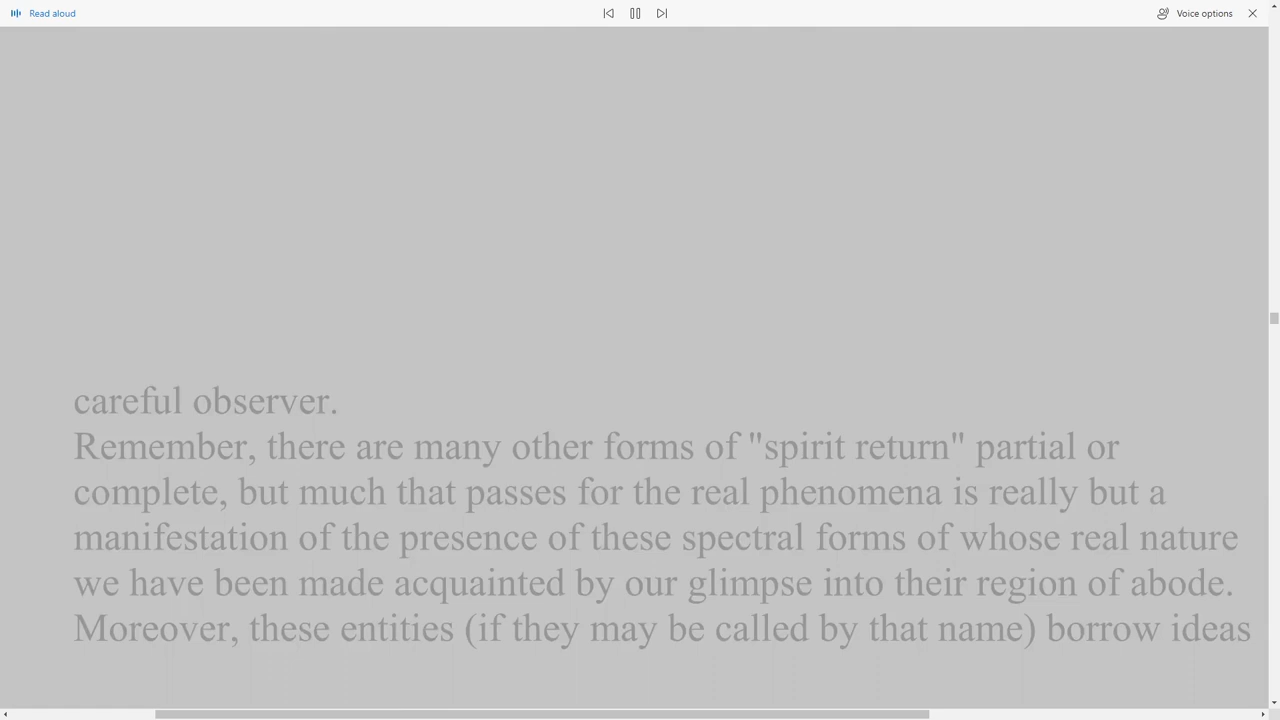 Read aloud
Voice options
careful observer.
Remember, there are many other forms of "spirit return" partial or
complete, but much that passes for the real phenomena is really but a
manifestation of the presence of these spectral forms of whose real nature
we have been made acquainted by our glimpse into their region of abode.
Moreover, these entities (if they may be called by that name) borrow ideas